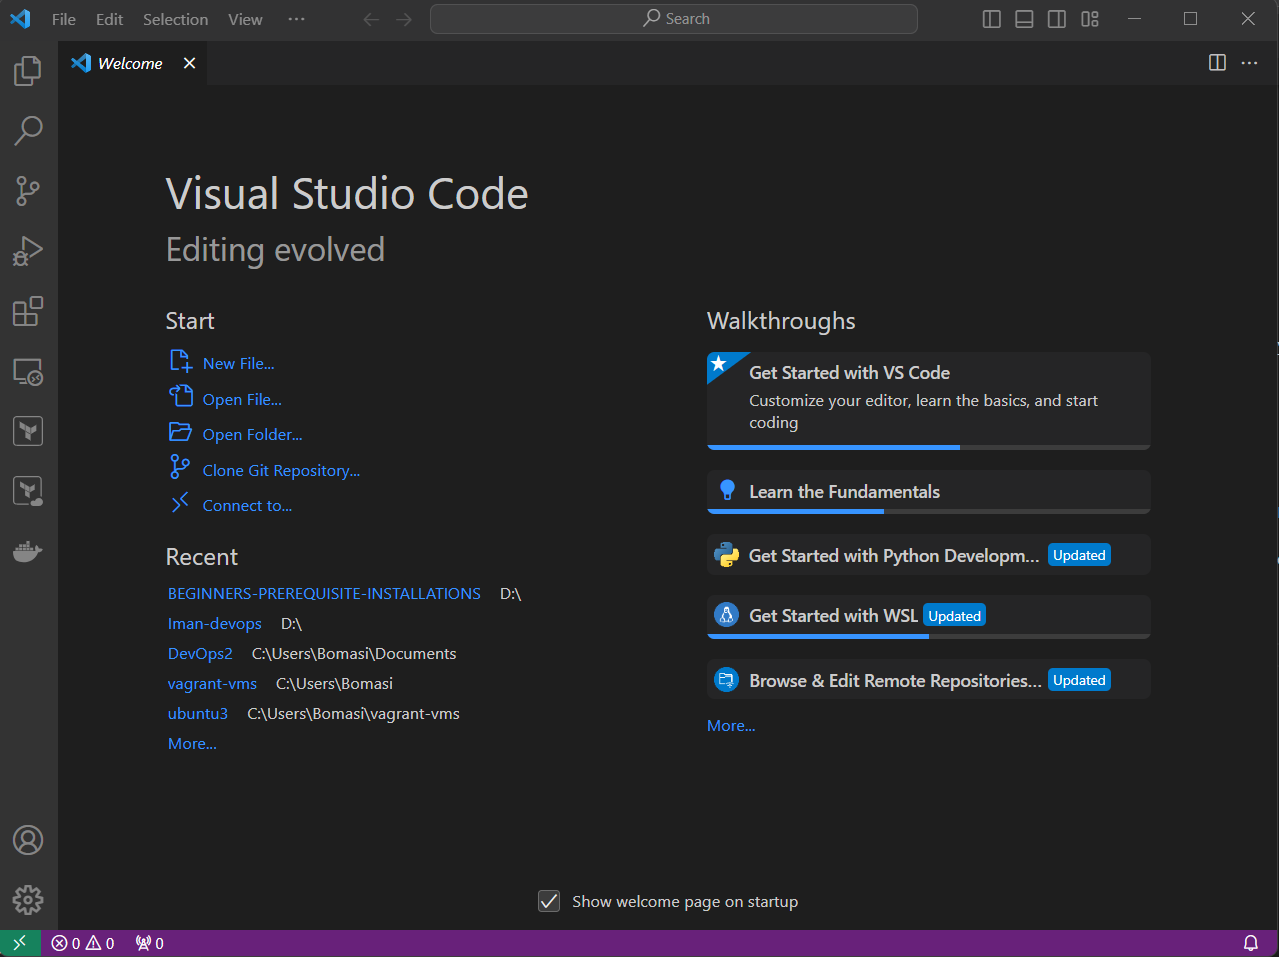 File Edit Selection View ··· Search
Welcome
Visual Studio Code
Editing evolved
Start
New File...
Open File...
Open Folder...
Clone Git Repository...
Connect to...
Recent
BEGINNERS-PREREQUISITE-INSTALLATIONS D:\
Iman-devops D:\
DevOps2 C:\Users\Bomasi\Documents
vagrant-vms C:\Users\Bomasi
ubuntu3 C:\Users\Bomasi\vagrant-vms
More...
Walkthroughs
Get Started with VS Code
Customize your editor, learn the basics, and start
coding
Learn the Fundamentals
Get Started with Python Developm... Updated
Get Started with WSL Updated
Browse & Edit Remote Repositories... Updated
More...
Show welcome page on startup
0 0 0